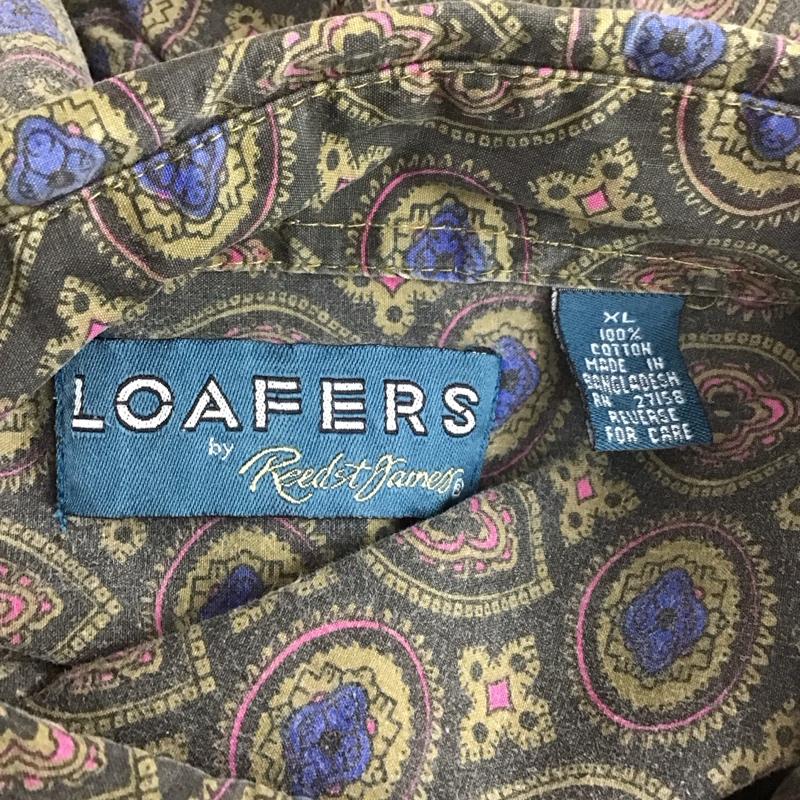 LOAFERS
by Reed St. James®
XL
100%
COTTON
MADE IN
BANGLADESH
RN 27158
REVERSE
FOR CARE